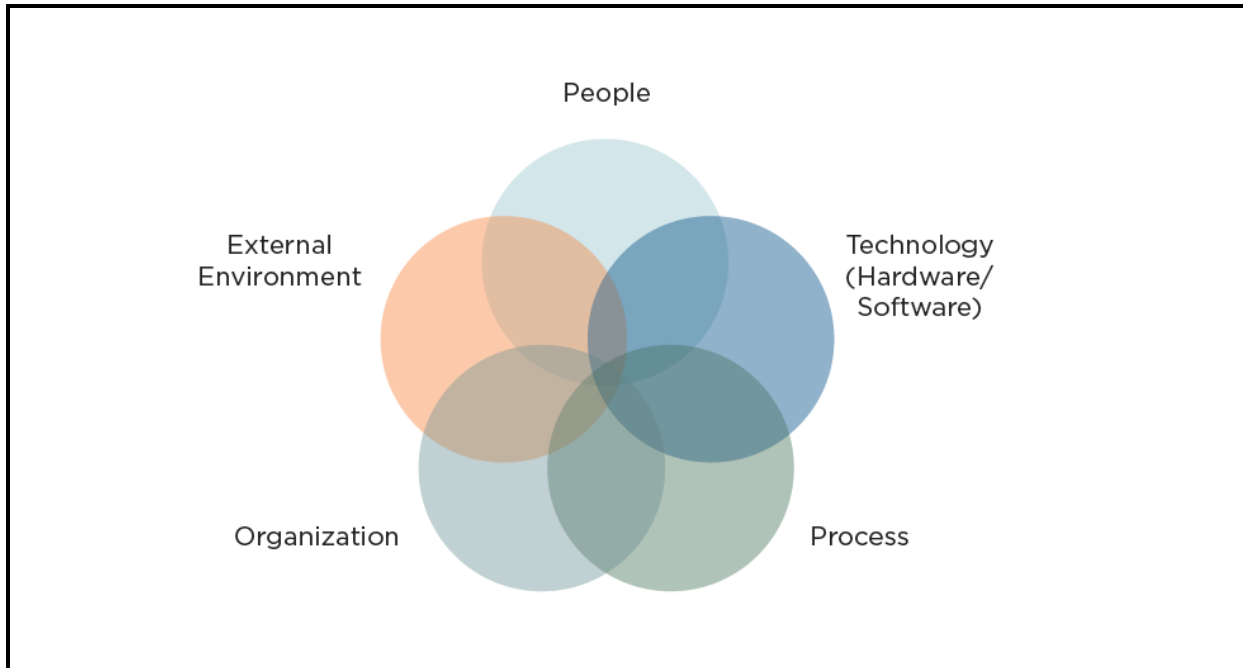 People
External
Environment
Technology
(Hardware/
Software)
Organization
Process